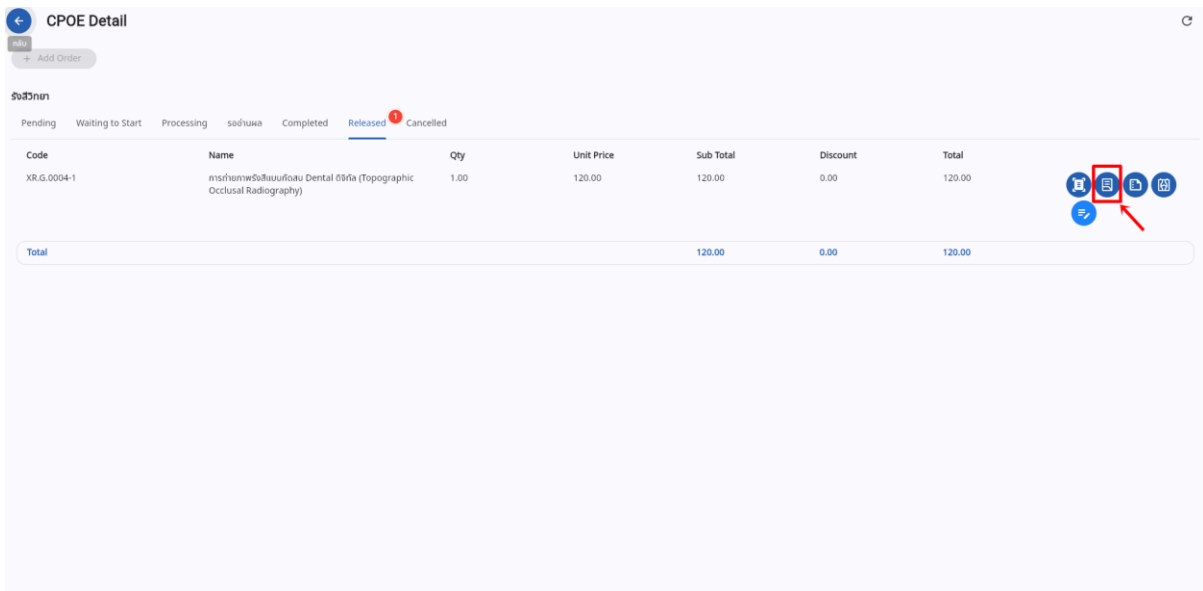 CPOE Detail
กลับ
+ Add Order
รังสีวิทยา
Pending Waiting to Start Processing รออ่านผล Completed Released 1 Cancelled
Code Name Qty Unit Price Sub Total Discount Total
XR.G.0004-1 การถ่ายภาพรังสีแบบกัดสบ Dental ดิจิทัล (Topographic 1.00 120.00 120.00 0.00 120.00
Occlusal Radiography)
Total 120.00 0.00 120.00